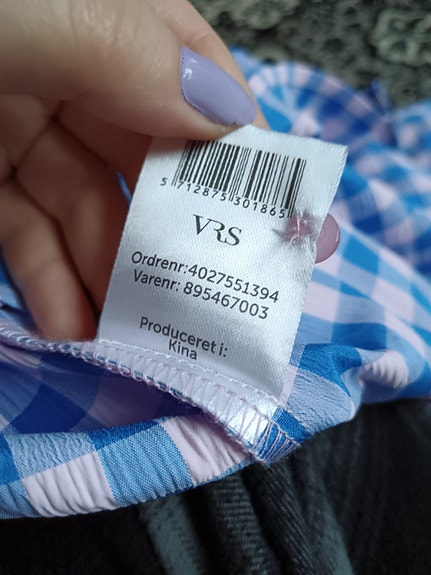 5 712875 301865
VRS
Ordrenr:4027551394
Varenr: 895467003
Produceret i:
Kina